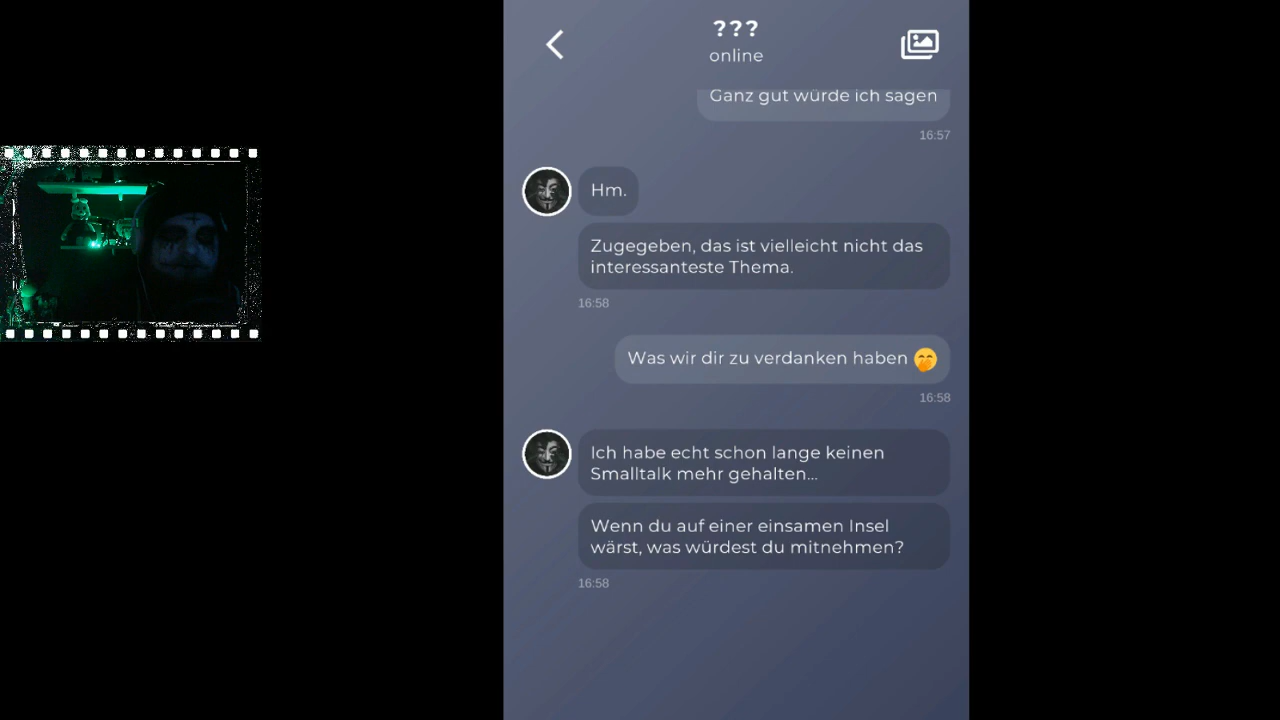 ???
online
Ganz gut würde ich sagen
16:57
Hm.
Zugegeben, das ist vielleicht nicht das
interessanteste Thema.
16:58
Was wir dir zu verdanken haben 🤭
16:58
Ich habe echt schon lange keinen
Smalltalk mehr gehalten...
Wenn du auf einer einsamen Insel
wärst, was würdest du mitnehmen?
16:58